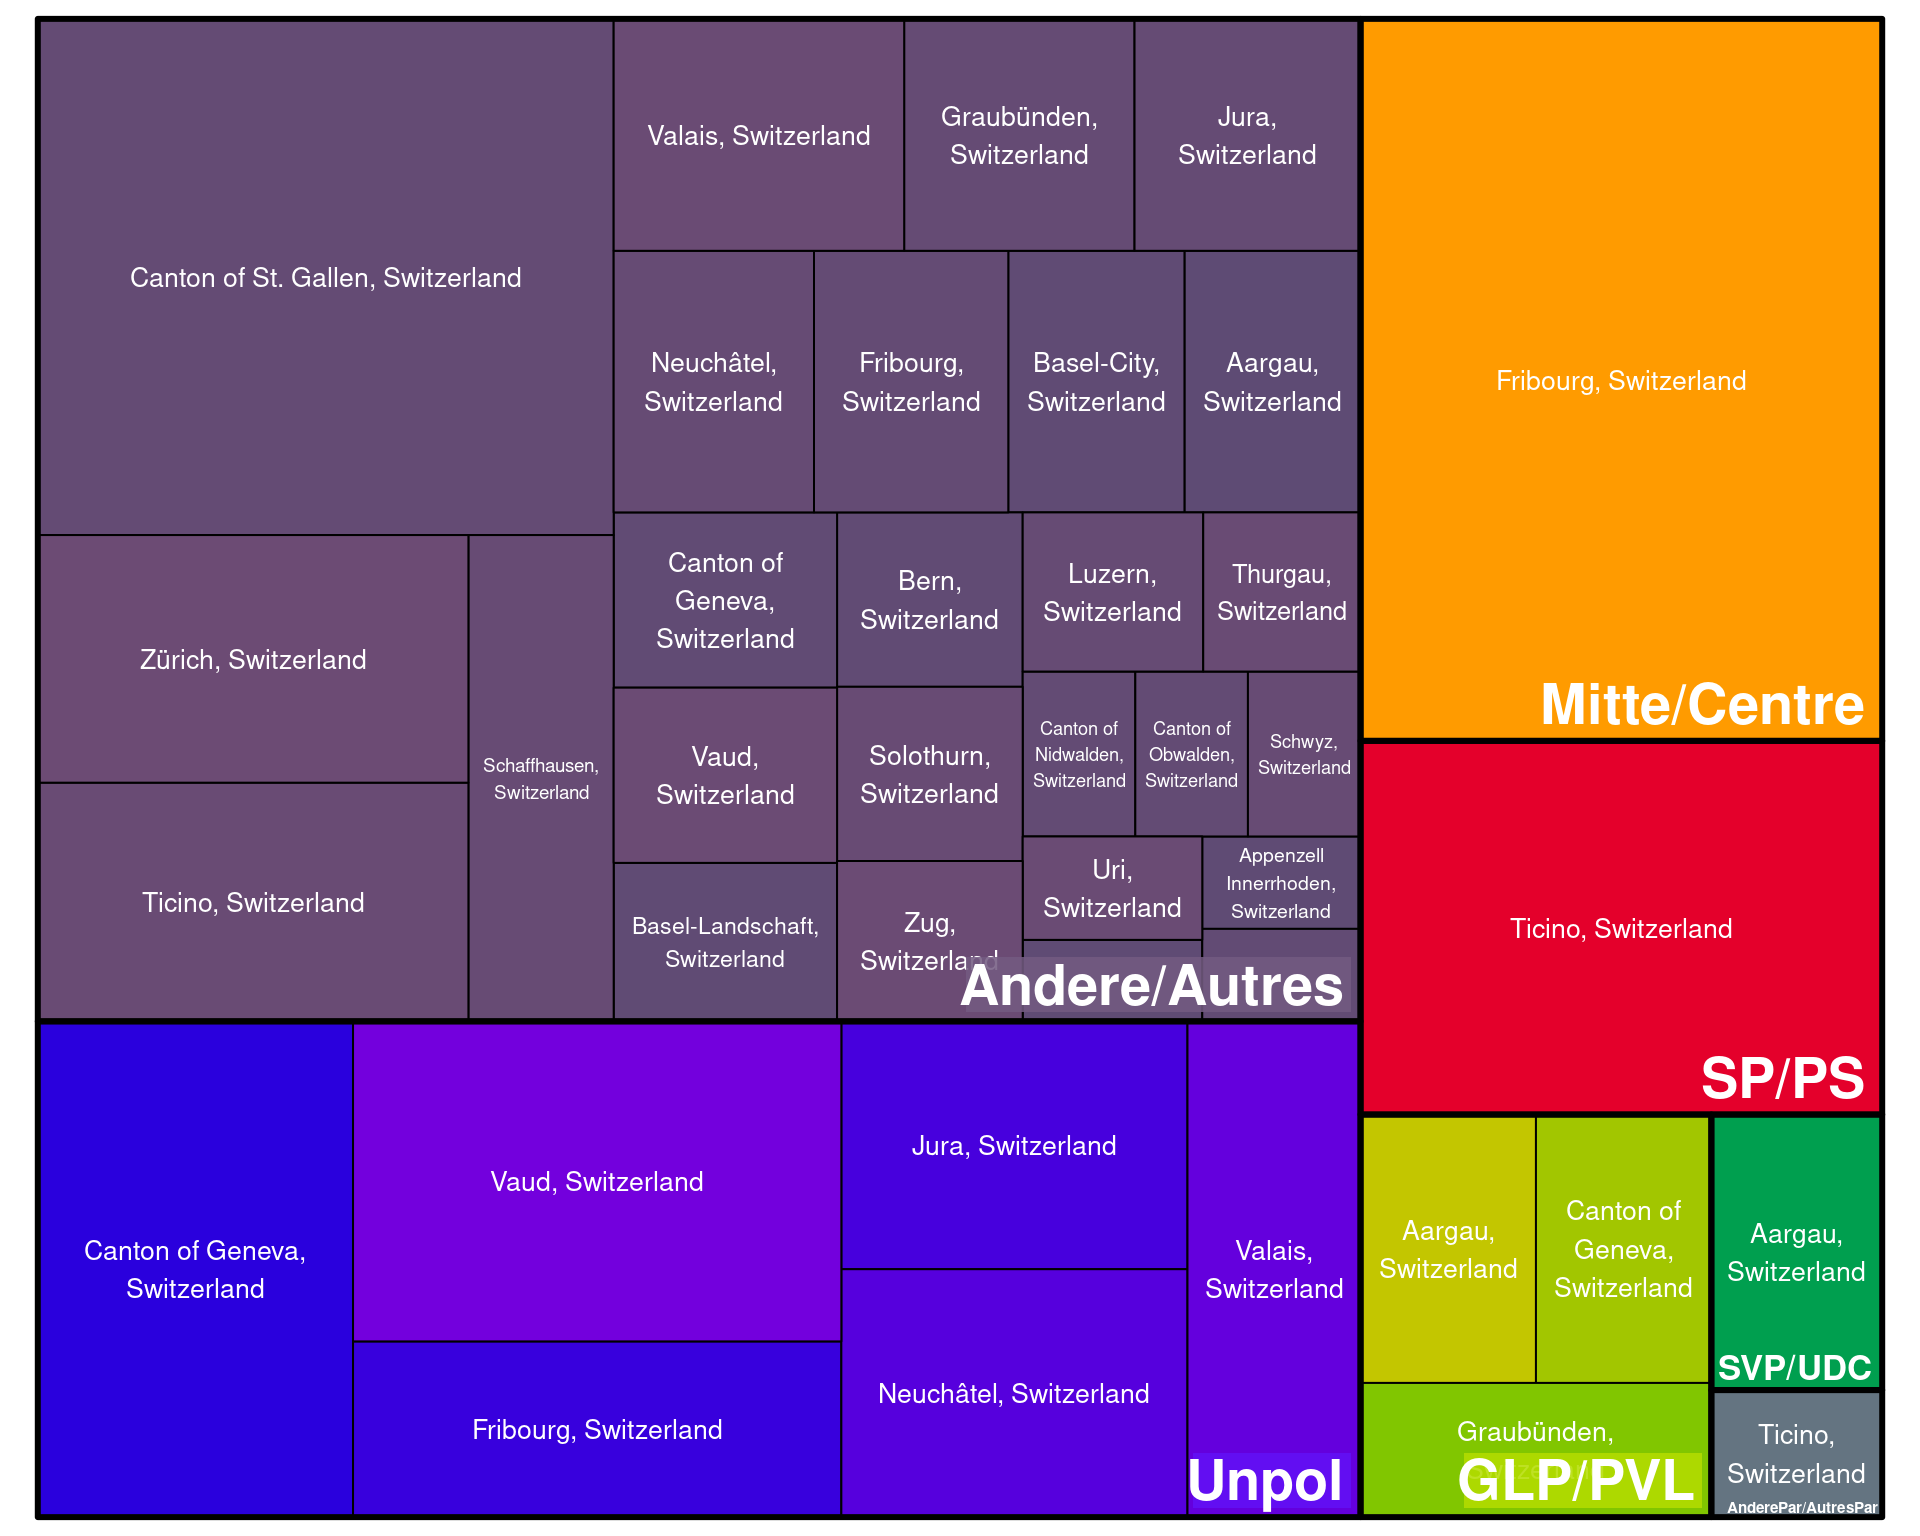 Canton of St. Gallen, Switzerland
Valais, Switzerland
Graubünden,
Switzerland
Jura,
Switzerland
Neuchâtel,
Switzerland
Fribourg,
Switzerland
Basel-City,
Switzerland
Aargau,
Switzerland
Zürich, Switzerland
Ticino, Switzerland
Schaffhausen,
Switzerland
Canton of
Geneva,
Switzerland
Bern,
Switzerland
Luzern,
Switzerland
Thurgau,
Switzerland
Vaud,
Switzerland
Solothurn,
Switzerland
Canton of
Nidwalden,
Switzerland
Canton of
Obwalden,
Switzerland
Schwyz,
Switzerland
Basel-Landschaft,
Switzerland
Zug,
Switzerland
Uri,
Switzerland
Appenzell
Innerrhoden,
Switzerland
Andere/Autres
Fribourg, Switzerland
Mitte/Centre
Ticino, Switzerland
SP/PS
Canton of Geneva,
Switzerland
Vaud, Switzerland
Fribourg, Switzerland
Jura, Switzerland
Neuchâtel, Switzerland
Valais,
Switzerland
Unpol
Aargau,
Switzerland
Canton of
Geneva,
Switzerland
Graubünden,
GLP/PVL
Aargau,
Switzerland
SVP/UDC
Ticino,
Switzerland
AnderePar/AutresPar